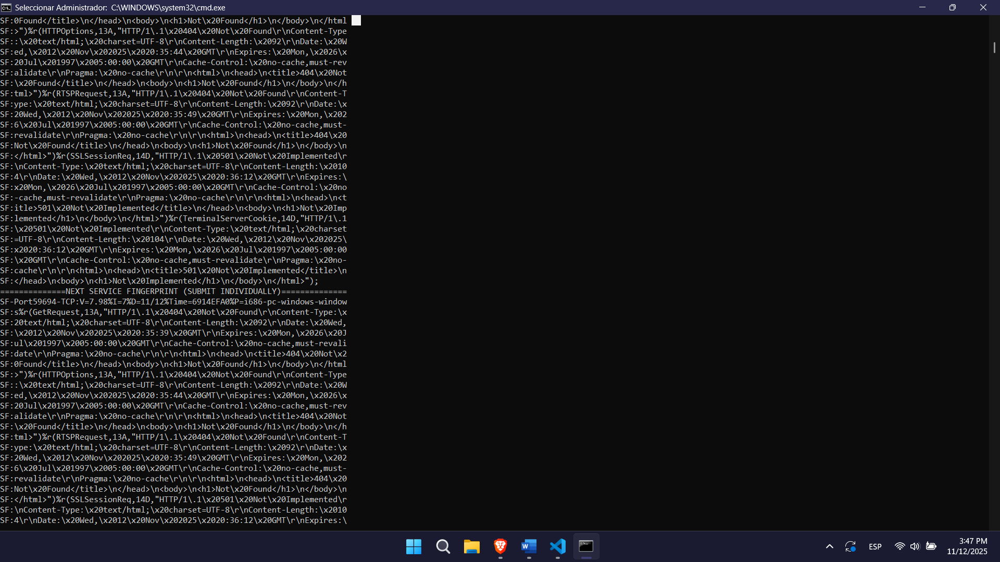 Seleccionar Administrador:  C:\WINDOWS\system32\cmd.exe
SF:0Found</title>\n</head>\n<body>\n<h1>Not\x20Found</h1>\n</body>\n</html
SF:>")%r(HTTPOptions,13A,"HTTP/1\.1\x20404\x20Not\x20Found\r\nContent-Type
SF::\x20text/html;\x20charset=UTF-8\r\nContent-Length:\x2092\r\nDate:\x20W
SF:ed,\x2012\x20Nov\x202025\x2020:35:44\x20GMT\r\nExpires:\x20Mon,\x2026\x
SF:20Jul\x201997\x2005:00:00\x20GMT\r\nCache-Control:\x20no-cache,must-rev
SF:alidate\r\nPragma:\x20no-cache\r\n\r\n<html>\n<head>\n<title>404\x20Not
SF:\x20Found</title>\n</head>\n<body>\n<h1>Not\x20Found</h1>\n</body>\n</h
SF:tml>")%r(RTSPRequest,13A,"HTTP/1\.1\x20404\x20Not\x20Found\r\nContent-T
SF:ype:\x20text/html;\x20charset=UTF-8\r\nContent-Length:\x2092\r\nDate:\x
SF:20Wed,\x2012\x20Nov\x202025\x2020:35:49\x20GMT\r\nExpires:\x20Mon,\x202
SF:6\x20Jul\x201997\x2005:00:00\x20GMT\r\nCache-Control:\x20no-cache,must-
SF:revalidate\r\nPragma:\x20no-cache\r\n\r\n<html>\n<head>\n<title>404\x20
SF:Not\x20Found</title>\n</head>\n<body>\n<h1>Not\x20Found</h1>\n</body>\n
SF:</html>")%r(SSLSessionReq,14D,"HTTP/1\.1\x20501\x20Not\x20Implemented\r
SF:\nContent-Type:\x20text/html;\x20charset=UTF-8\r\nContent-Length:\x2010
SF:4\r\nDate:\x20Wed,\x2012\x20Nov\x202025\x2020:36:12\x20GMT\r\nExpires:\
SF:x20Mon,\x2026\x20Jul\x201997\x2005:00:00\x20GMT\r\nCache-Control:\x20no
SF:-cache,must-revalidate\r\nPragma:\x20no-cache\r\n\r\n<html>\n<head>\n<t
SF:itle>501\x20Not\x20Implemented</title>\n</head>\n<body>\n<h1>Not\x20Imp
SF:lemented</h1>\n</body>\n</html>")%r(TerminalServerCookie,14D,"HTTP/1\.1
SF:\x20501\x20Not\x20Implemented\r\nContent-Type:\x20text/html;\x20charset
SF:=UTF-8\r\nContent-Length:\x20104\r\nDate:\x20Wed,\x2012\x20Nov\x202025\
SF:x2020:36:12\x20GMT\r\nExpires:\x20Mon,\x2026\x20Jul\x201997\x2005:00:00
SF:\x20GMT\r\nCache-Control:\x20no-cache,must-revalidate\r\nPragma:\x20no-
SF:cache\r\n\r\n<html>\n<head>\n<title>501\x20Not\x20Implemented</title>\n
SF:</head>\n<body>\n<h1>Not\x20Implemented</h1>\n</body>\n</html>");
==============NEXT SERVICE FINGERPRINT (SUBMIT INDIVIDUALLY)==============
SF-Port59694-TCP:V=7.98%I=7%D=11/12%Time=6914EFA0%P=i686-pc-windows-window
SF:s%r(GetRequest,13A,"HTTP/1\.1\x20404\x20Not\x20Found\r\nContent-Type:\x
SF:20text/html;\x20charset=UTF-8\r\nContent-Length:\x2092\r\nDate:\x20Wed,
SF:\x2012\x20Nov\x202025\x2020:35:39\x20GMT\r\nExpires:\x20Mon,\x2026\x20J
SF:ul\x201997\x2005:00:00\x20GMT\r\nCache-Control:\x20no-cache,must-revali
SF:date\r\nPragma:\x20no-cache\r\n\r\n<html>\n<head>\n<title>404\x20Not\x2
SF:0Found</title>\n</head>\n<body>\n<h1>Not\x20Found</h1>\n</body>\n</html
SF:>")%r(HTTPOptions,13A,"HTTP/1\.1\x20404\x20Not\x20Found\r\nContent-Type
SF::\x20text/html;\x20charset=UTF-8\r\nContent-Length:\x2092\r\nDate:\x20W
SF:ed,\x2012\x20Nov\x202025\x2020:35:44\x20GMT\r\nExpires:\x20Mon,\x2026\x
SF:20Jul\x201997\x2005:00:00\x20GMT\r\nCache-Control:\x20no-cache,must-rev
SF:alidate\r\nPragma:\x20no-cache\r\n\r\n<html>\n<head>\n<title>404\x20Not
SF:\x20Found</title>\n</head>\n<body>\n<h1>Not\x20Found</h1>\n</body>\n</h
SF:tml>")%r(RTSPRequest,13A,"HTTP/1\.1\x20404\x20Not\x20Found\r\nContent-T
SF:ype:\x20text/html;\x20charset=UTF-8\r\nContent-Length:\x2092\r\nDate:\x
SF:20Wed,\x2012\x20Nov\x202025\x2020:35:49\x20GMT\r\nExpires:\x20Mon,\x202
SF:6\x20Jul\x201997\x2005:00:00\x20GMT\r\nCache-Control:\x20no-cache,must-
SF:revalidate\r\nPragma:\x20no-cache\r\n\r\n<html>\n<head>\n<title>404\x20
SF:Not\x20Found</title>\n</head>\n<body>\n<h1>Not\x20Found</h1>\n</body>\n
SF:</html>")%r(SSLSessionReq,14D,"HTTP/1\.1\x20501\x20Not\x20Implemented\r
SF:\nContent-Type:\x20text/html;\x20charset=UTF-8\r\nContent-Length:\x2010
SF:4\r\nDate:\x20Wed,\x2012\x20Nov\x202025\x2020:36:12\x20GMT\r\nExpires:\
ESP
3:47 PM
11/12/2025